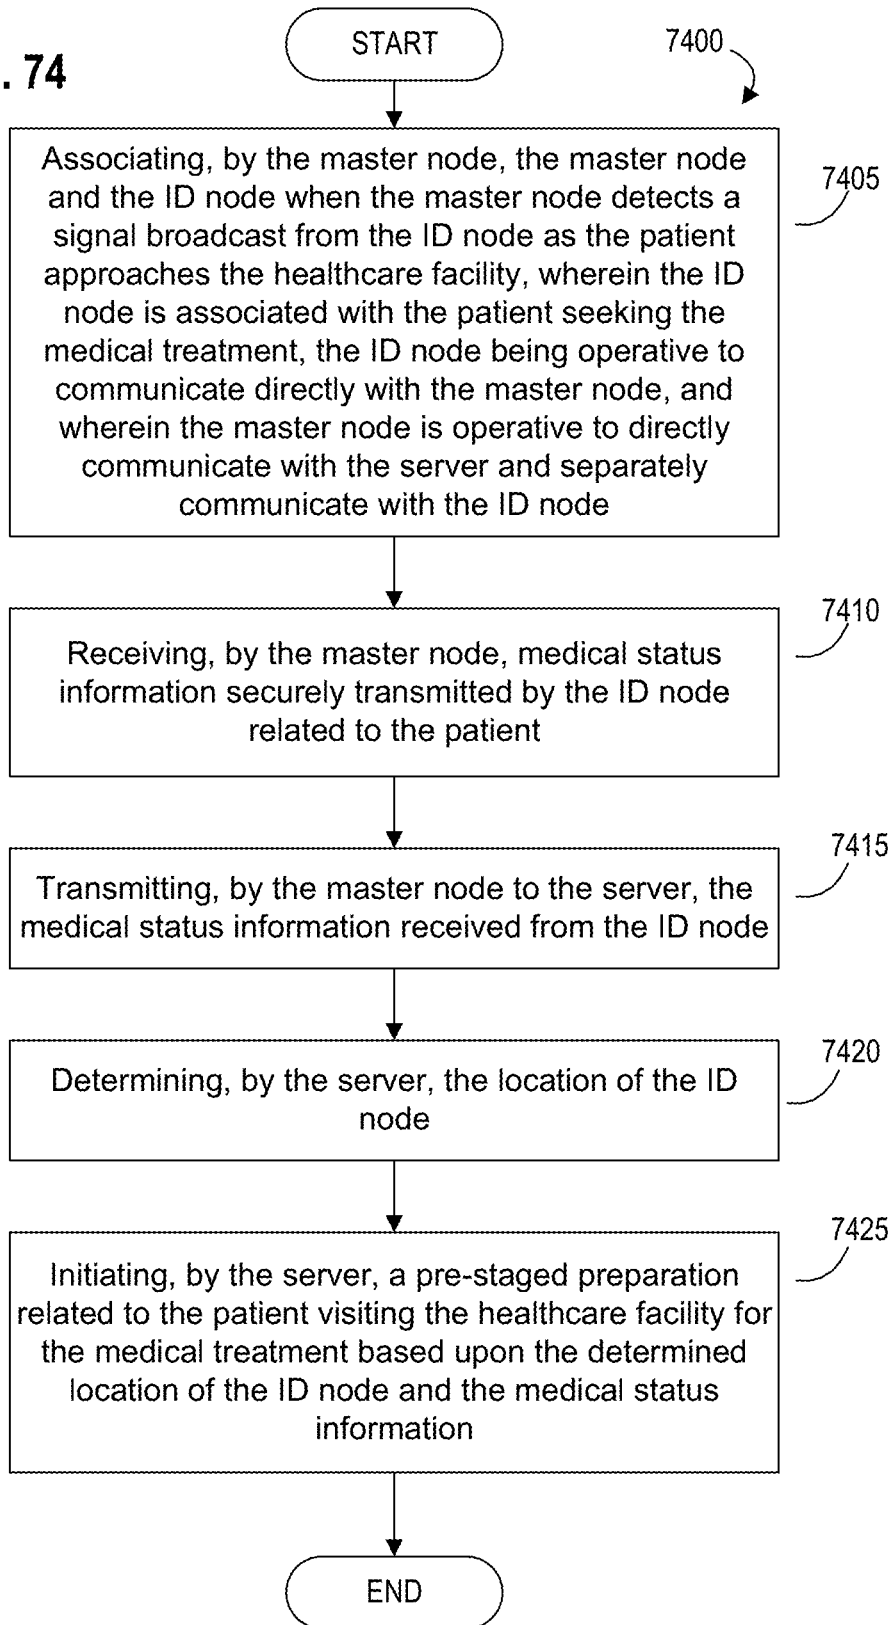 . 74
START
7400
Associating, by the master node, the master node
and the ID node when the master node detects a
signal broadcast from the ID node as the patient
approaches the healthcare facility, wherein the ID
node is associated with the patient seeking the
medical treatment, the ID node being operative to
communicate directly with the master node, and
wherein the master node is operative to directly
communicate with the server and separately
communicate with the ID node
7405
Receiving, by the master node, medical status
information securely transmitted by the ID node
related to the patient
7410
Transmitting, by the master node to the server, the
medical status information received from the ID node
7415
Determining, by the server, the location of the ID
node
7420
Initiating, by the server, a pre-staged preparation
related to the patient visiting the healthcare facility for
the medical treatment based upon the determined
location of the ID node and the medical status
information
7425
END